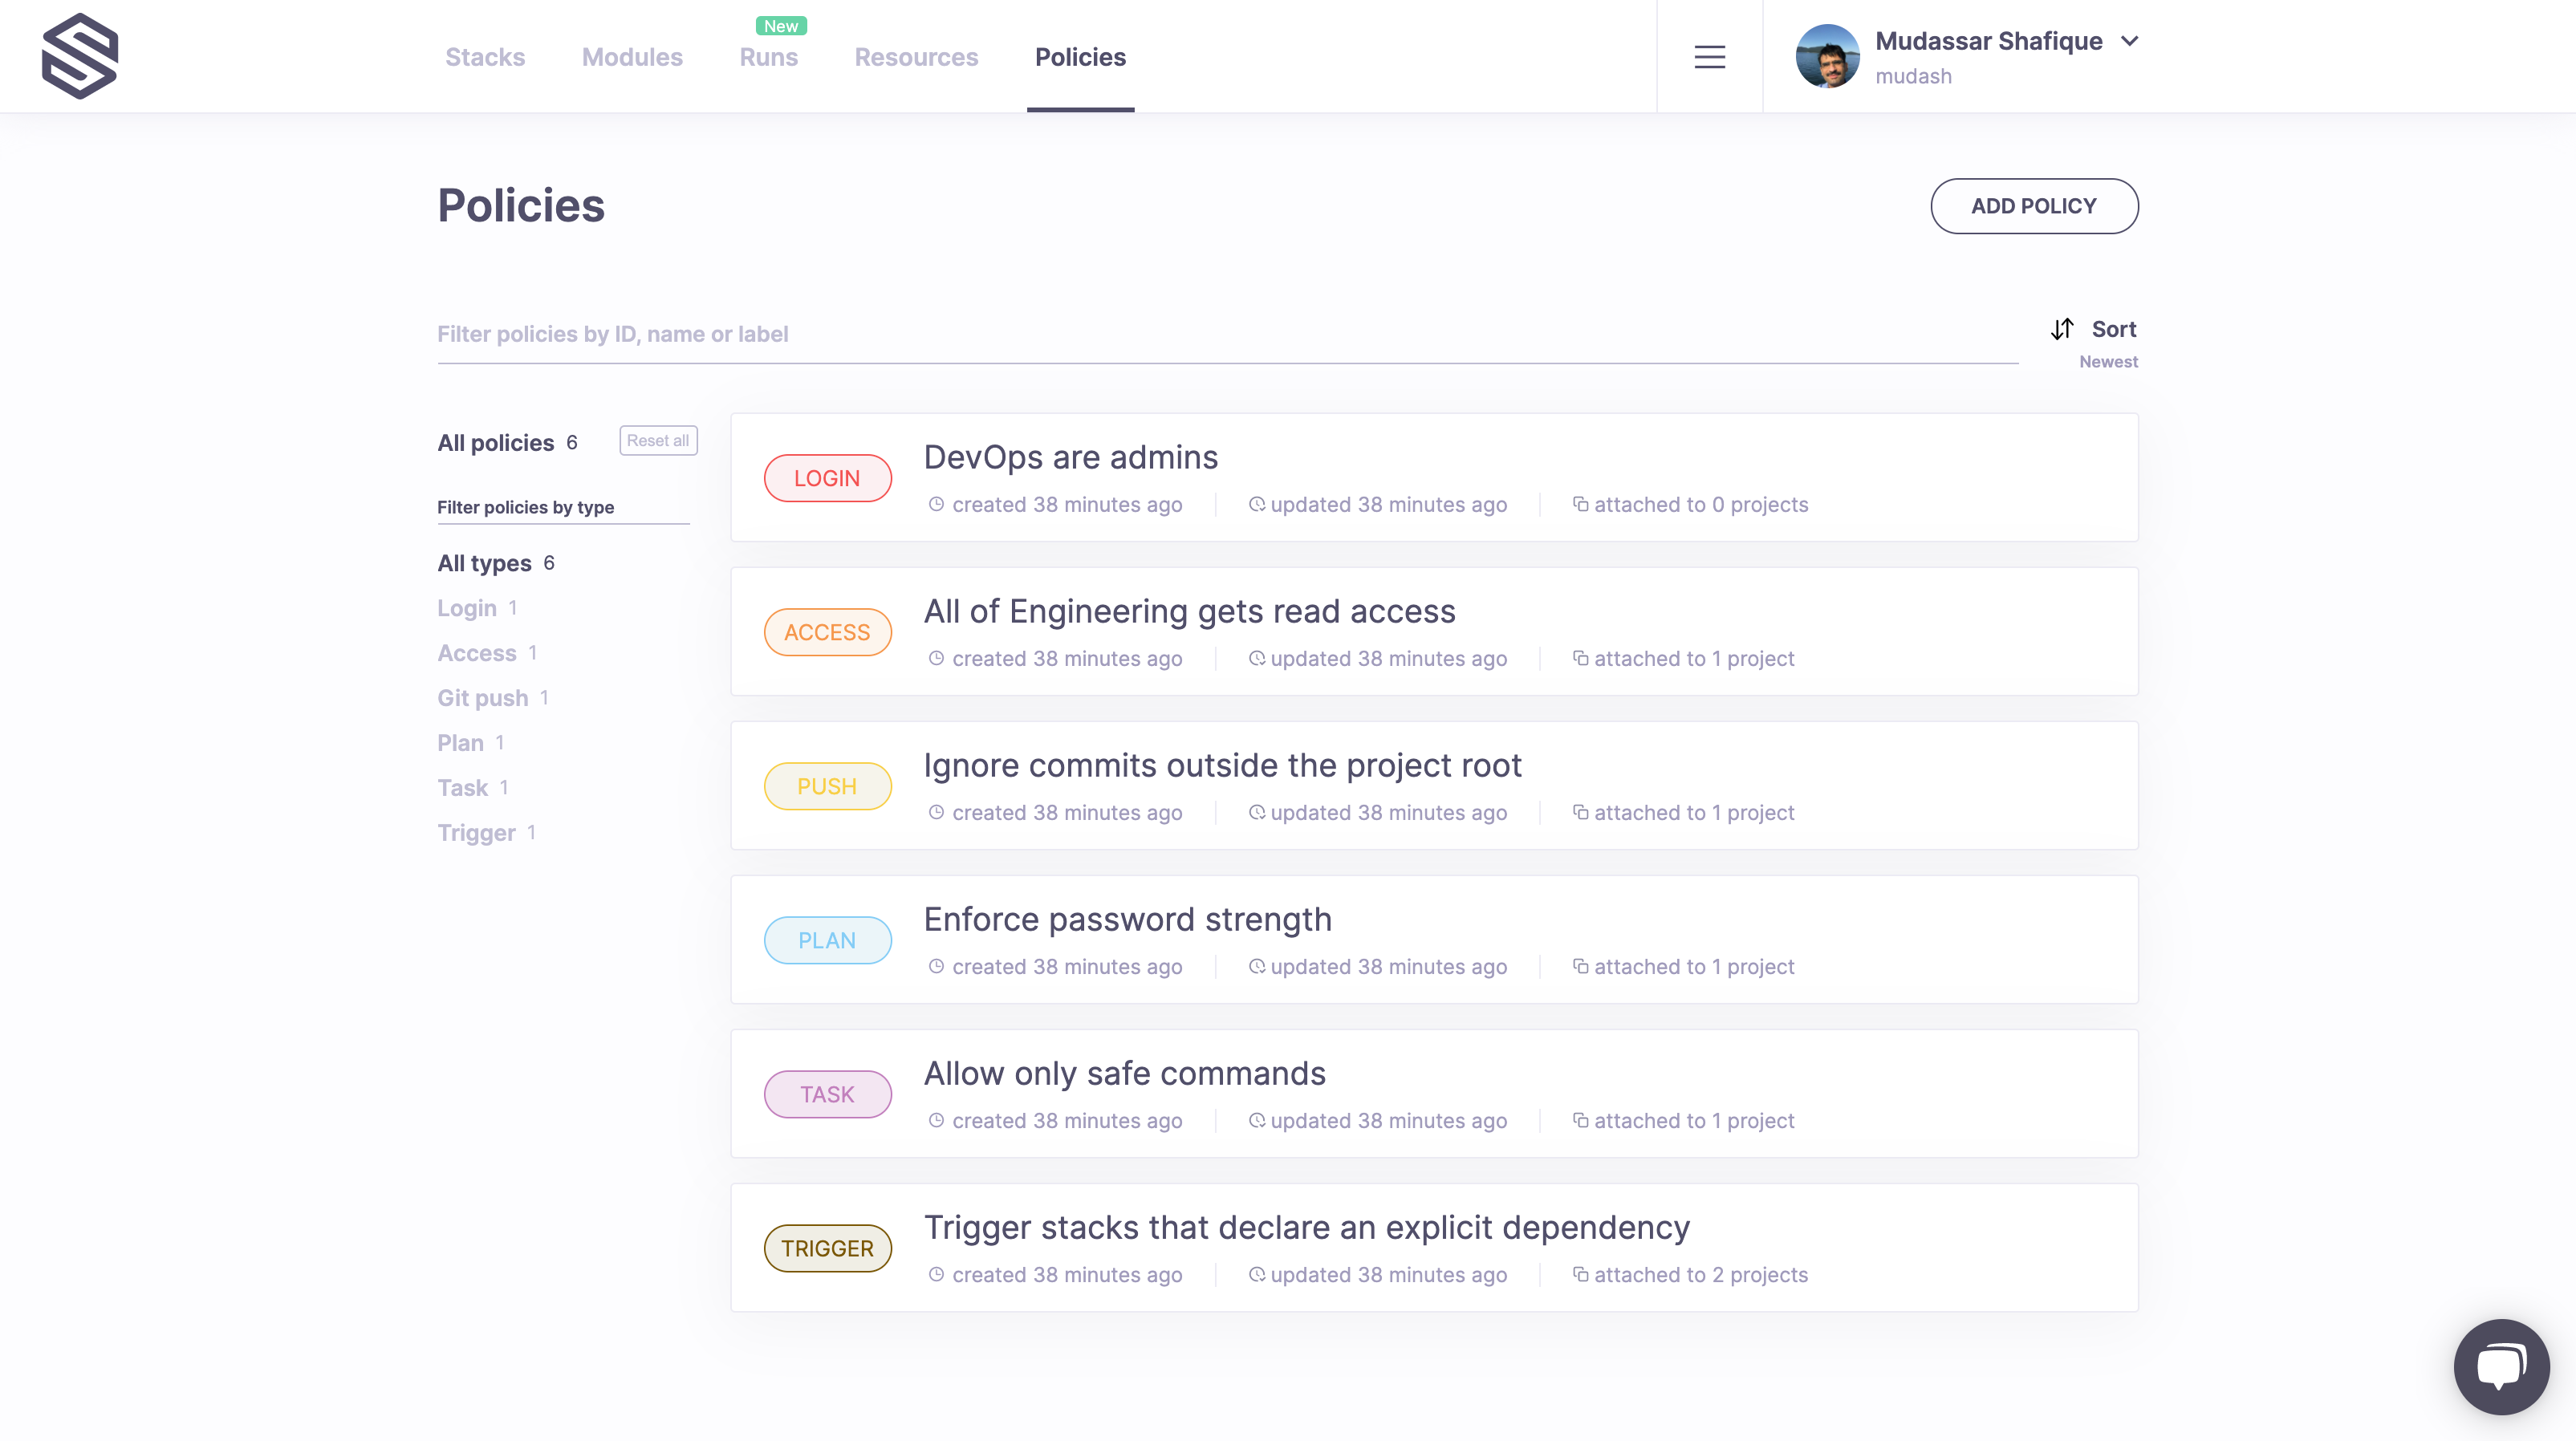 Stacks
Modules
New
Runs
Resources
Policies
Mudassar Shafique
mudash
Policies
ADD POLICY
Filter policies by ID, name or label
Sort
Newest
All policies 6
Reset all
Filter policies by type
All types 6
Login 1
Access 1
Git push 1
Plan 1
Task 1
Trigger 1
LOGIN
DevOps are admins
created 38 minutes ago
updated 38 minutes ago
attached to 0 projects
ACCESS
All of Engineering gets read access
created 38 minutes ago
updated 38 minutes ago
attached to 1 project
PUSH
Ignore commits outside the project root
created 38 minutes ago
updated 38 minutes ago
attached to 1 project
PLAN
Enforce password strength
created 38 minutes ago
updated 38 minutes ago
attached to 1 project
TASK
Allow only safe commands
created 38 minutes ago
updated 38 minutes ago
attached to 1 project
TRIGGER
Trigger stacks that declare an explicit dependency
created 38 minutes ago
updated 38 minutes ago
attached to 2 projects